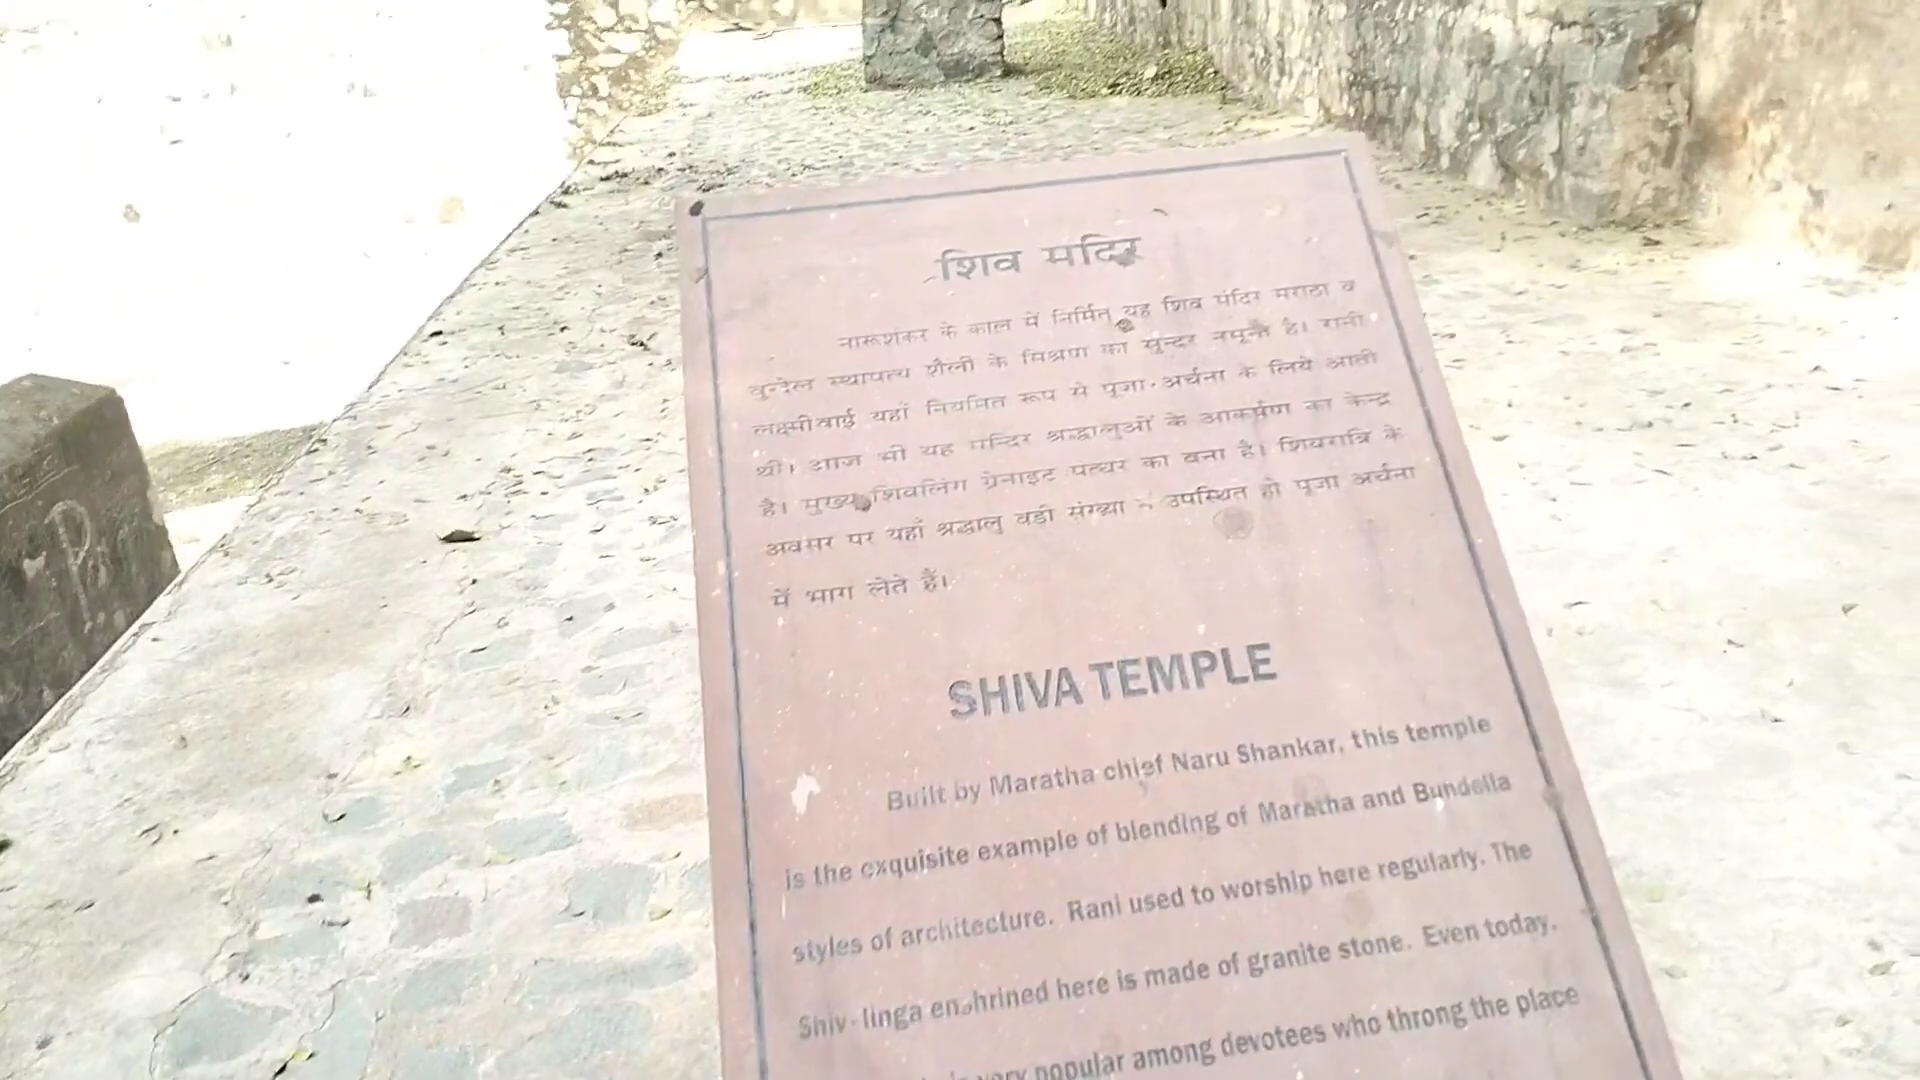 शिव मंदिर
नारूशंकर के काल में निर्मित यह शिव मंदिर मराठा व
बुन्देल स्थापत्य शैली के मिश्रण का सुन्दर नमूना है। रानी
लक्ष्मीबाई यहाँ नियमित रूप से पूजा-अर्चना के लिये आती
थी। आज भी यह मन्दिर श्रद्धालुओं के आकर्षण का केन्द्र
है। मुख्य शिवलिंग ग्रेनाइट पत्थर का बना है। शिवरात्रि के
अवसर पर यहाँ श्रद्धालु बड़ी संख्या उपस्थित हो पूजा अर्चना
में भाग लेते हैं।
SHIVA TEMPLE
Built by Maratha chief Naru Shankar, this temple
is the exquisite example of blending of Maratha and Bundella
styles of architecture. Rani used to worship here regularly. The
Shiv-linga enshrined here is made of granite stone. Even today,
is very popular among devotees who throng the place